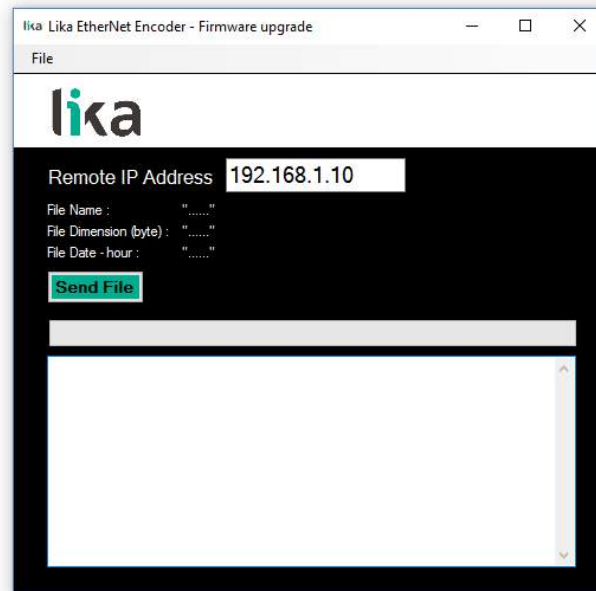 lika Lika EtherNet Encoder - Firmware upgrade
File
lika
Remote IP Address 192.168.1.10
File Name : "......"
File Dimension (byte) : "......"
File Date - hour : "......"
Send File